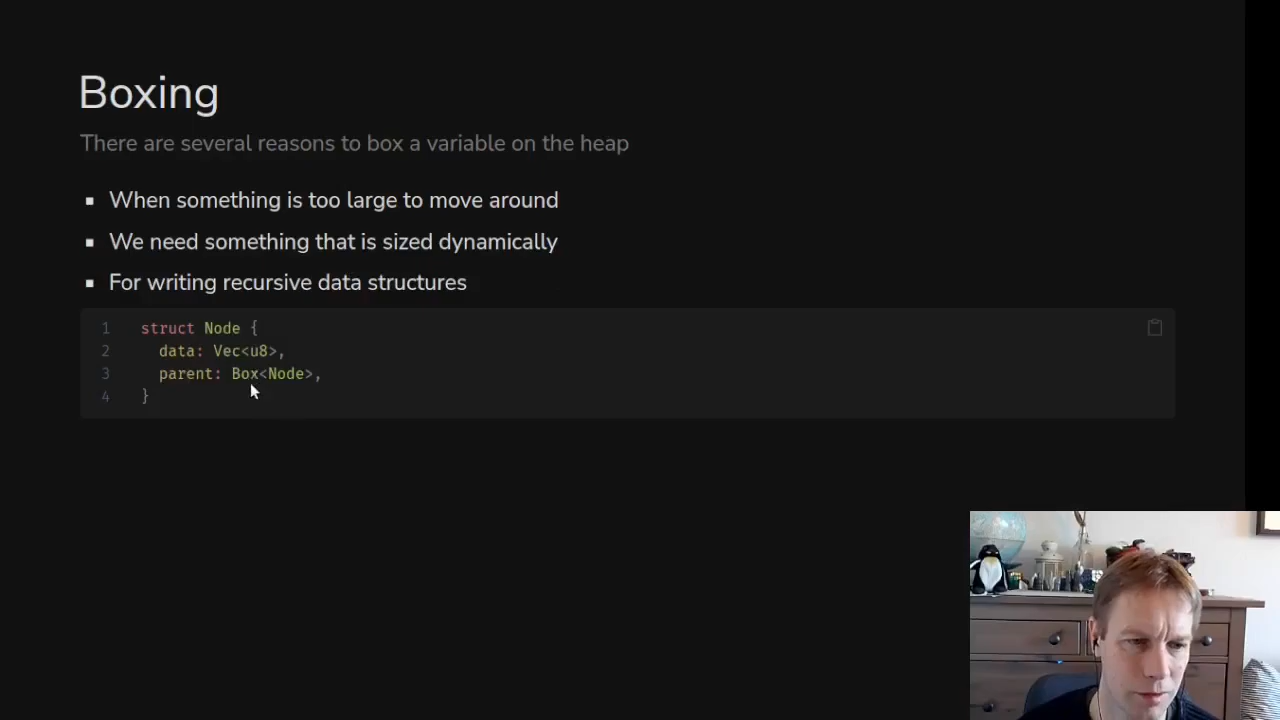 Boxing
There are several reasons to box a variable on the heap
▪ When something is too large to move around
▪ We need something that is sized dynamically
▪ For writing recursive data structures
1 struct Node {
2 data: Vec<u8>,
3 parent: Box<Node>,
4 }